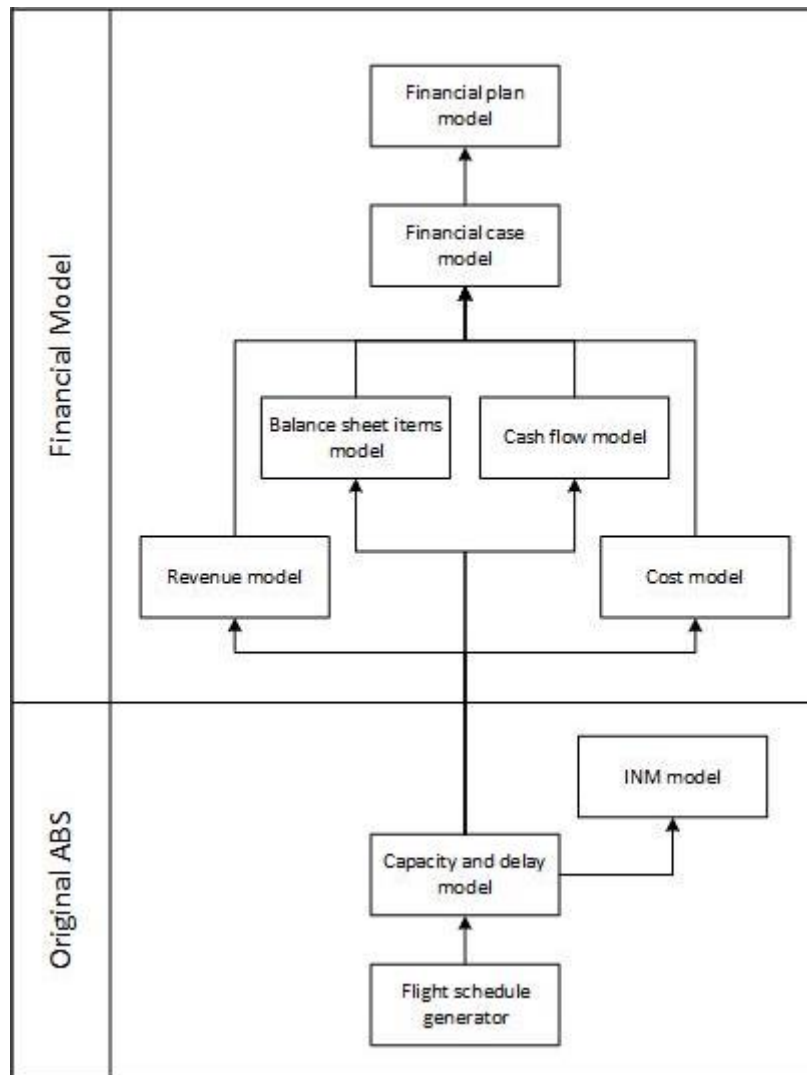 Financial plan
model
Financial case
model
Financial Model
Balance sheet items
model
Cash flow model
Revenue model
Cost model
Original ABS
INM model
Capacity and delay
model
Flight schedule
generator